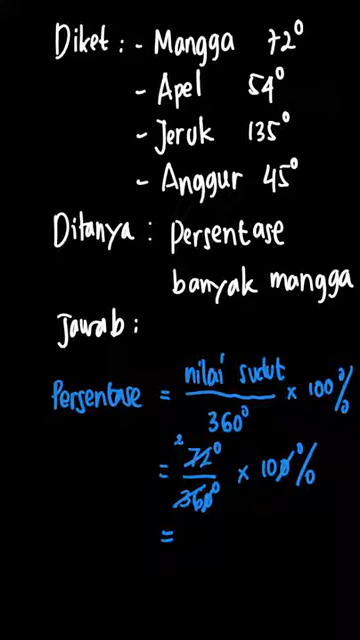 Diket : - Mangga 72°
- Apel 54°
- Jeruk 135°
- Anggur 45°
Ditanya : Persentase
banyak mangga
Jawab :
Persentase = nilai sudut / 360° × 100%
= 2 72° / 360° × 100%
=